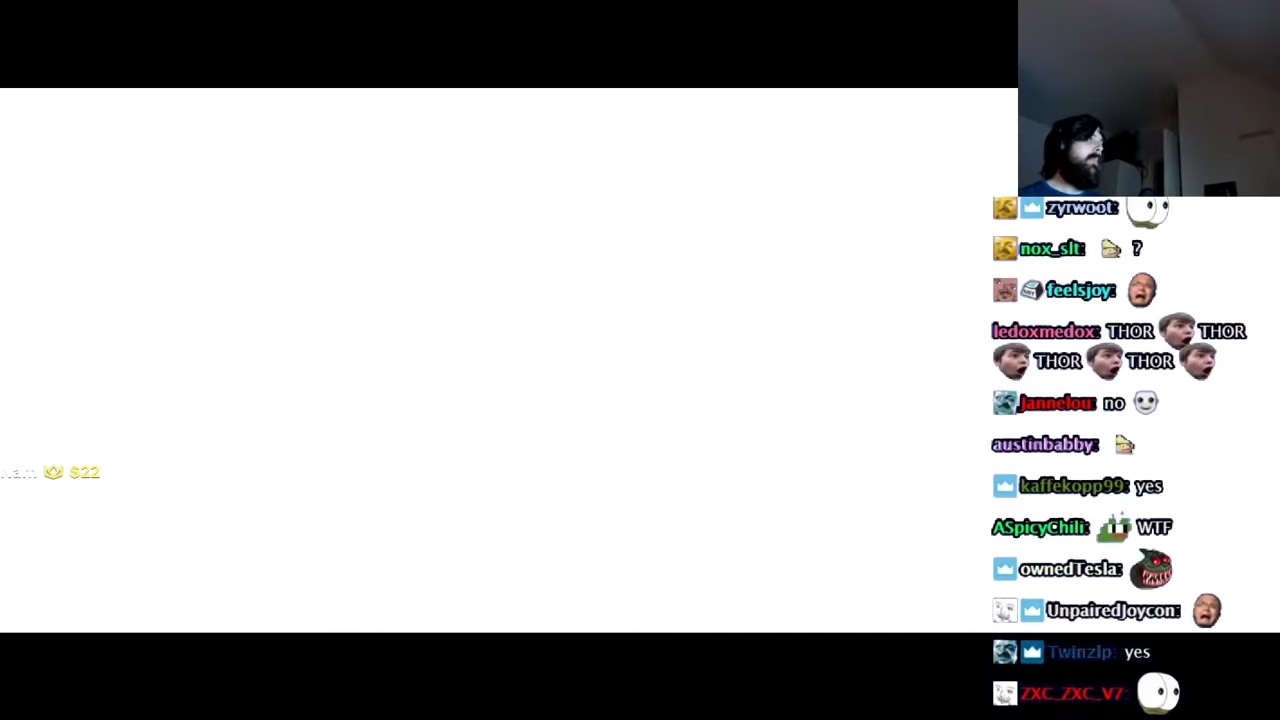 zyrwoot:
nox_slt: ?
feelsjoy:
ledoxmedox: THOR THOR
THOR THOR
Jannelou: no
austinbabby:
$22
kaffekopp99: yes
ASpicyChili: WTF
ownedTesla:
UnpairedJoycon:
Twinzlp: yes
ZXC_ZXC_V7: